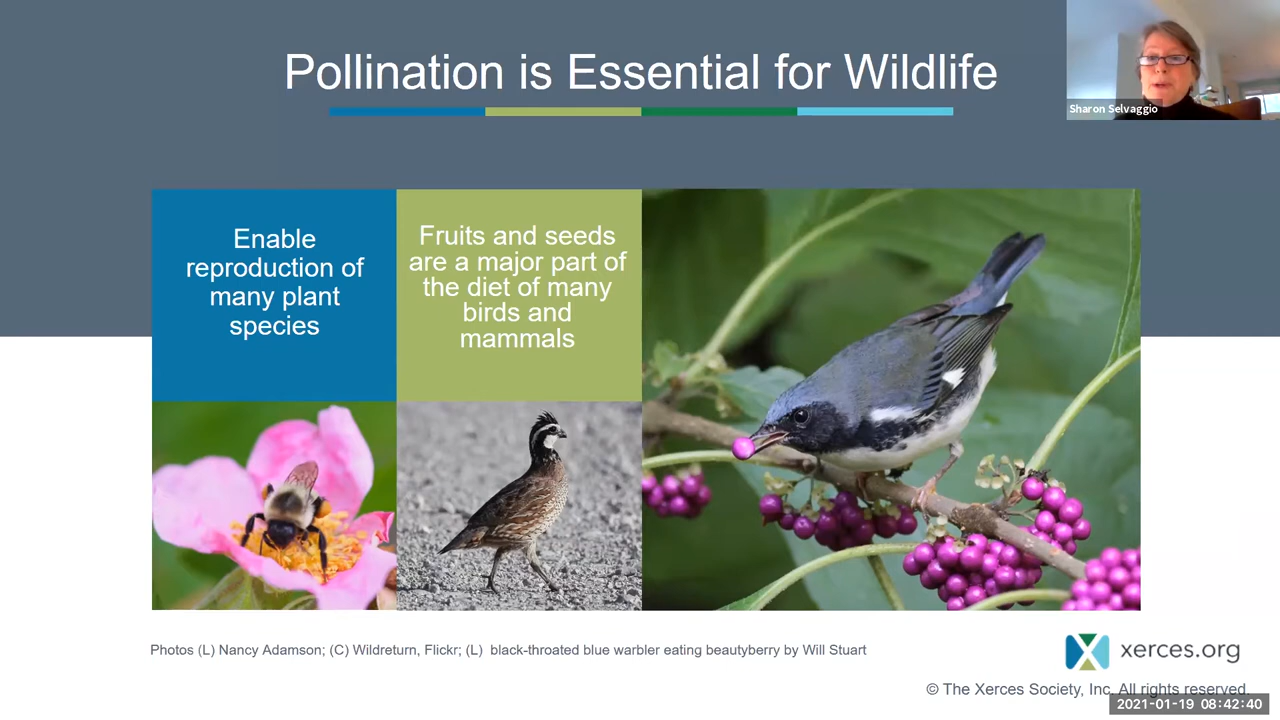 Pollination is Essential for Wildlife
Sharon Selvaggio
Enable
reproduction of
many plant
species
Fruits and seeds
are a major part of
the diet of many
birds and
mammals
Photos (L) Nancy Adamson; (C) Wildreturn, Flickr; (L) black-throated blue warbler eating beautyberry by Will Stuart
xerces.org
© The Xerces Society, Inc. All rights reserved.
2021-01-19 08:42:40